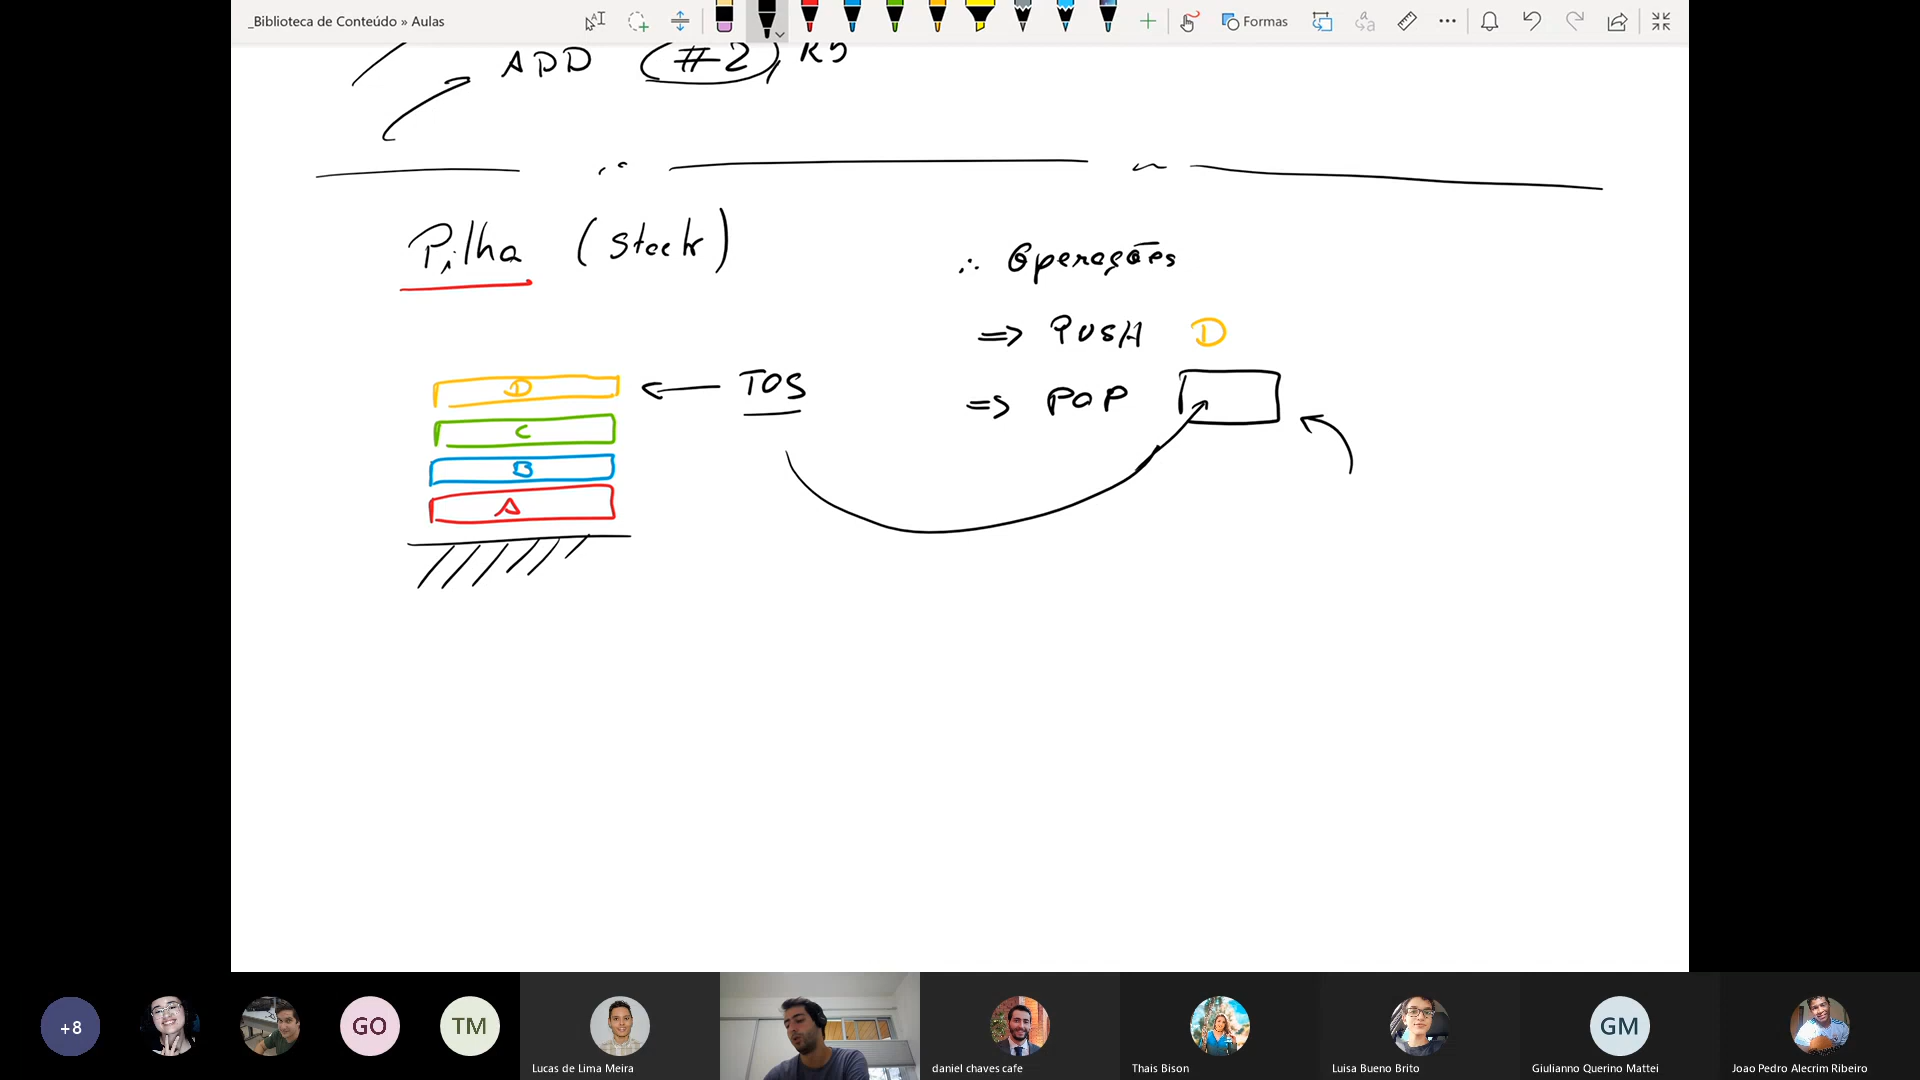 _Biblioteca de Conteúdo » Aulas
Formas
ADD (#2), R5
Pilha (Stack)
∴ Operações
=> PUSH D
=> POP
D
← TOS
C
B
A
+8
GO
TM
GM
Lucas de Lima Meira
daniel chaves cafe
Thais Bison
Luisa Bueno Brito
Giulianno Querino Mattei
Joao Pedro Alecrim Ribeiro